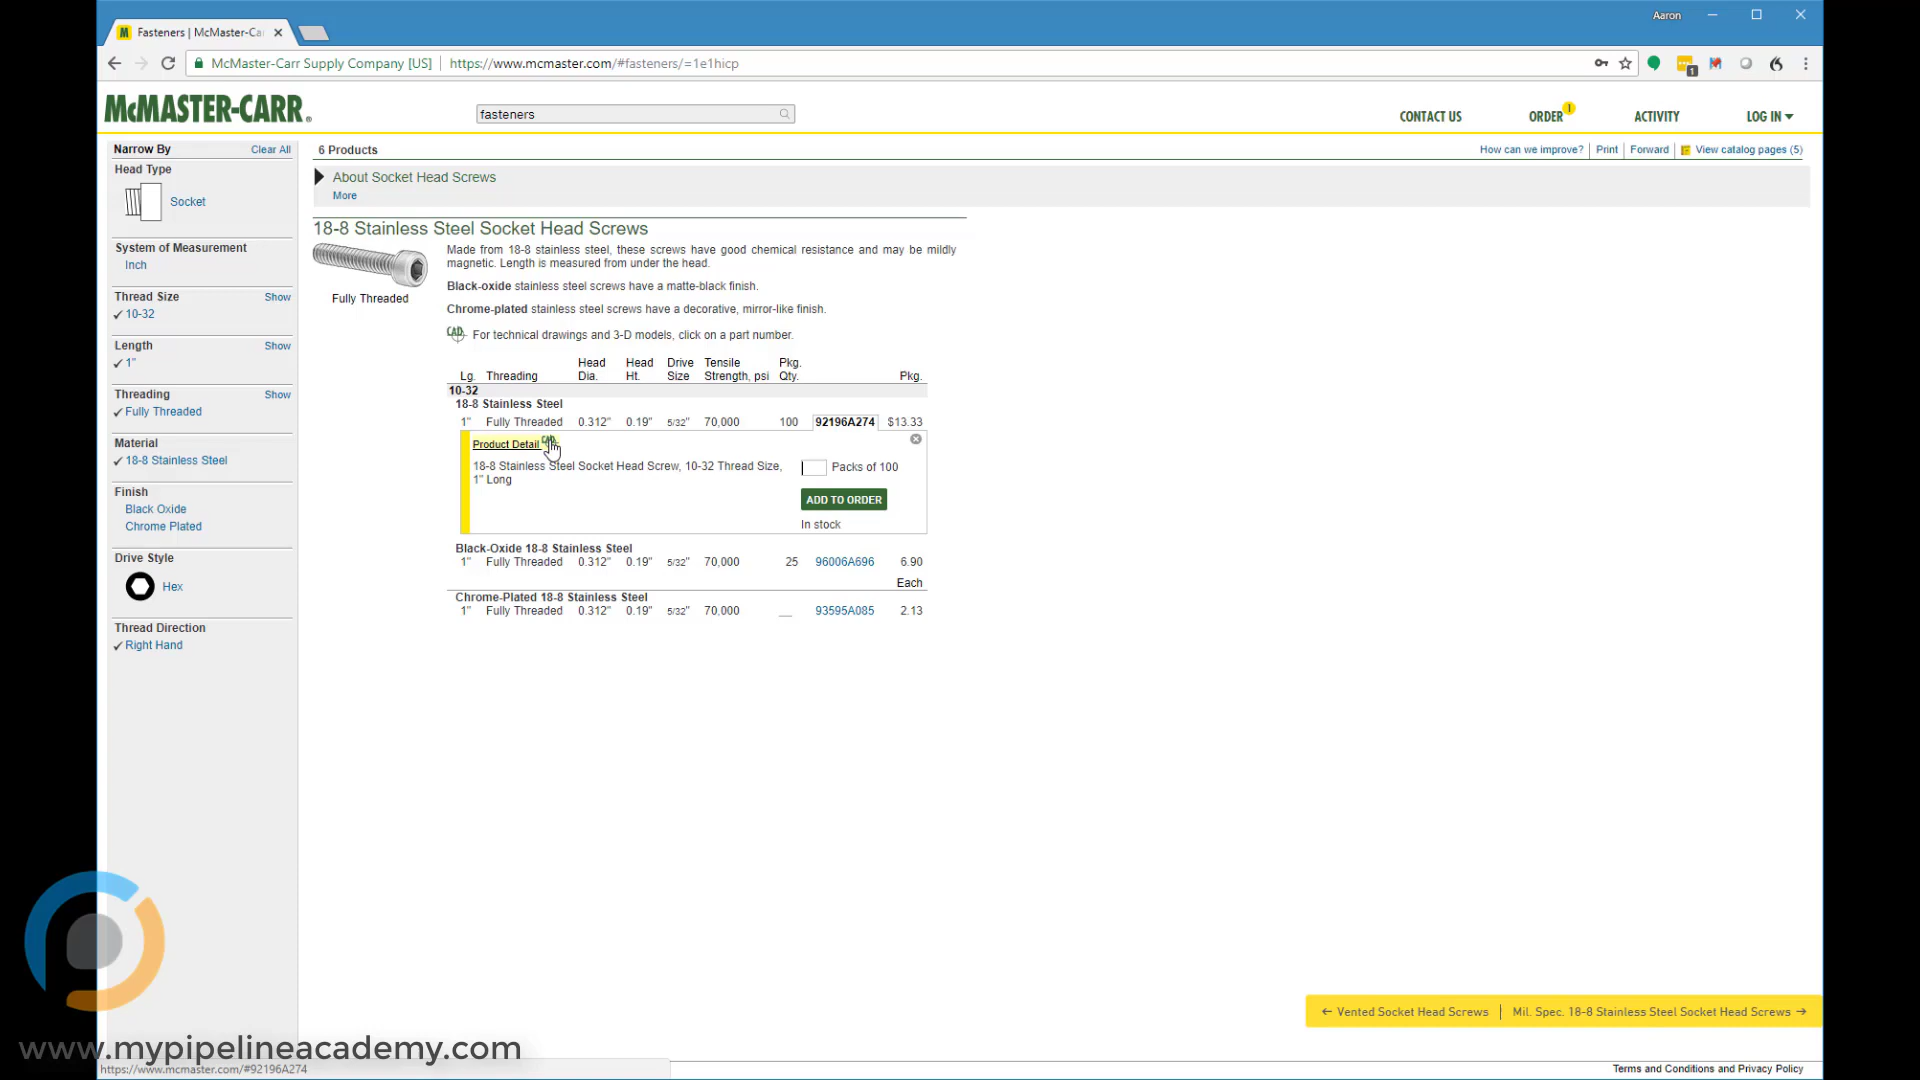 Aaron
Fasteners | McMaster-Ca
McMaster-Carr Supply Company [US] https://www.mcmaster.com/#fasteners/=1e1hicp
1
McMASTER-CARR®
fasteners
CONTACT US
ORDER 1
ACTIVITY
LOG IN
Narrow By Clear All
Head Type
Socket
System of Measurement
Inch
Thread Size Show
10-32
Length Show
1"
Threading Show
Fully Threaded
Material
18-8 Stainless Steel
Finish
Black Oxide
Chrome Plated
Drive Style
Hex
Thread Direction
Right Hand
6 Products
How can we improve? Print Forward View catalog pages (5)
About Socket Head Screws
More
18-8 Stainless Steel Socket Head Screws
Fully Threaded
Made from 18-8 stainless steel, these screws have good chemical resistance and may be mildly
magnetic. Length is measured from under the head.
Black-oxide stainless steel screws have a matte-black finish.
Chrome-plated stainless steel screws have a decorative, mirror-like finish.
CAD For technical drawings and 3-D models, click on a part number.
Lg. Threading Head Dia. Head Ht. Drive Size Tensile Strength, psi Pkg. Qty. Pkg.
10-32
18-8 Stainless Steel
1" Fully Threaded 0.312" 0.19" 5/32" 70,000 100 92196A274 $13.33
Product Detail CAD
18-8 Stainless Steel Socket Head Screw, 10-32 Thread Size,
1" Long
Packs of 100
ADD TO ORDER
In stock
Black-Oxide 18-8 Stainless Steel
1" Fully Threaded 0.312" 0.19" 5/32" 70,000 25 96006A696 6.90
Each
Chrome-Plated 18-8 Stainless Steel
1" Fully Threaded 0.312" 0.19" 5/32" 70,000 __ 93595A085 2.13
← Vented Socket Head Screws | Mil. Spec. 18-8 Stainless Steel Socket Head Screws →
www.mypipelineacademy.com
https://www.mcmaster.com/#92196A274
Terms and Conditions and Privacy Policy